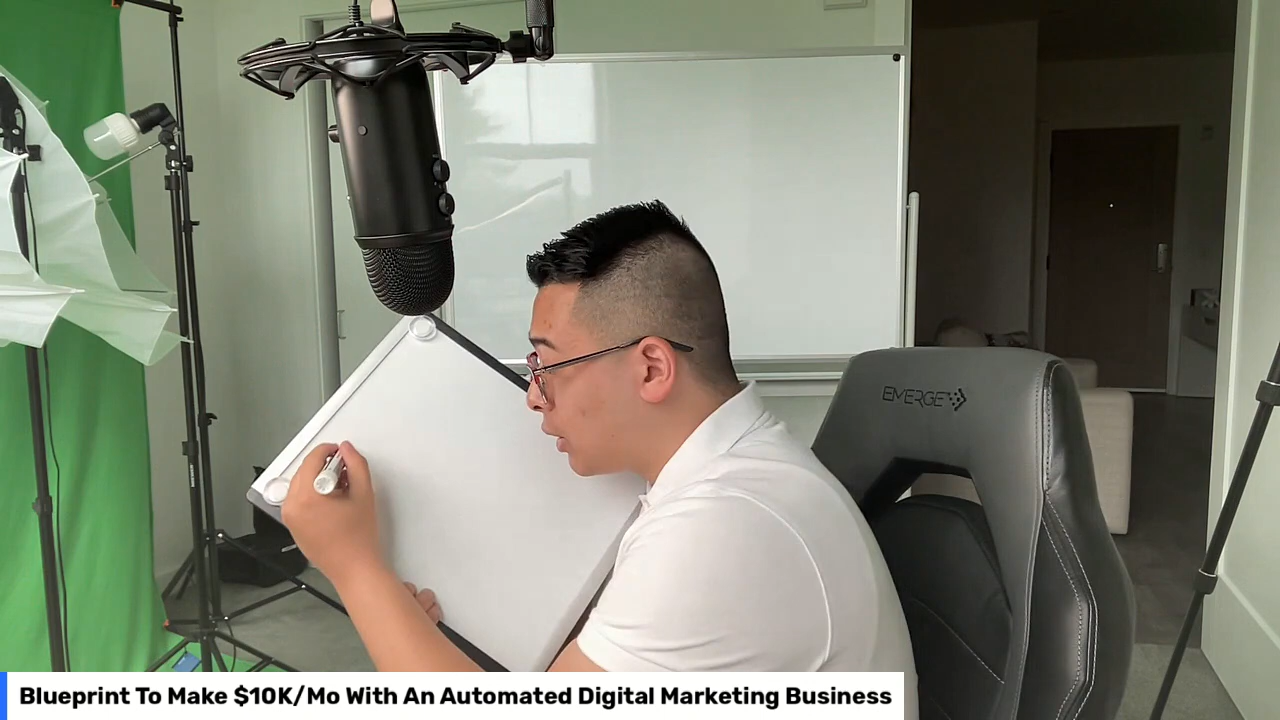 EMERGE
Blueprint To Make $10K/Mo With An Automated Digital Marketing Business